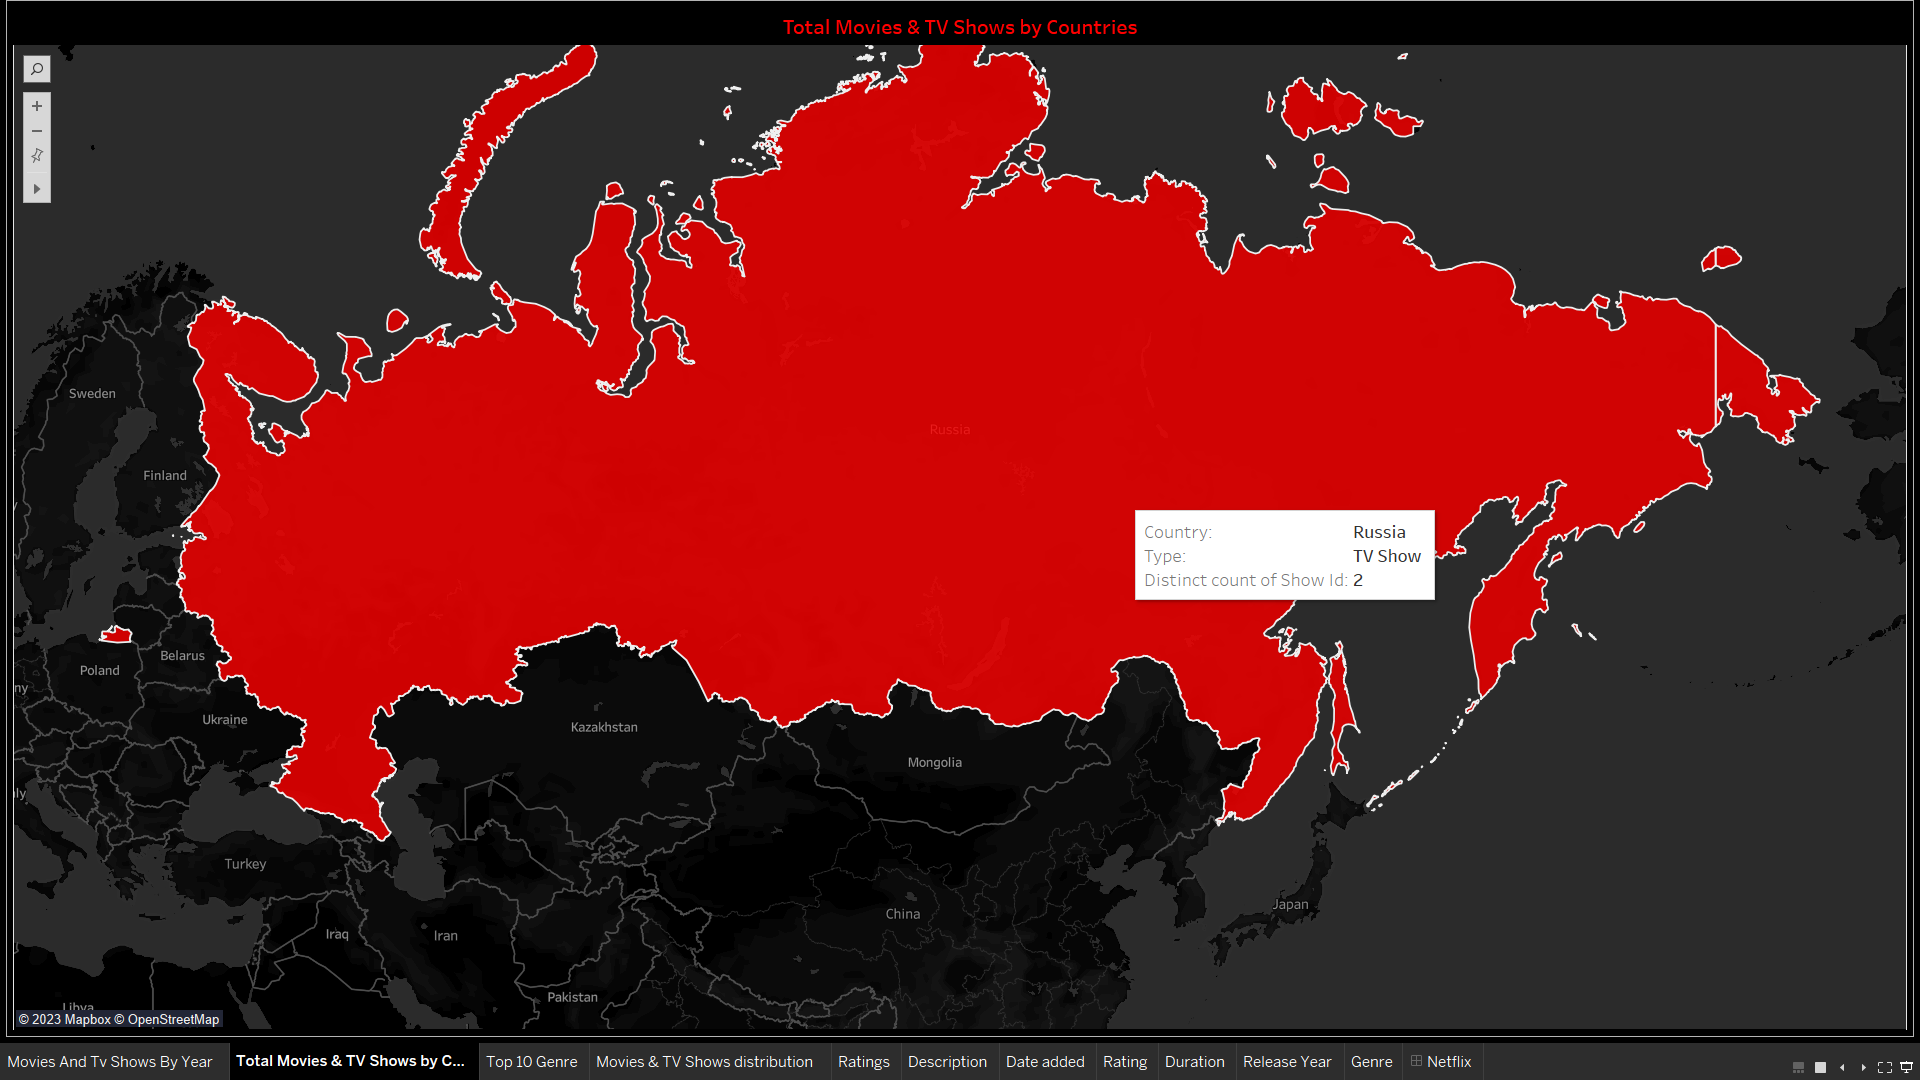 Total Movies & TV Shows by Countries
Sweden
Finland
Russia
Country: Russia
Type: TV Show
Distinct count of Show Id: 2
Belarus
Poland
ny
Ukraine
Kazakhstan
Mongolia
ly
Turkey
Japan
China
Iraq
Iran
Pakistan
Libya
© 2023 Mapbox © OpenStreetMap
Movies And Tv Shows By Year
Total Movies & TV Shows by C...
Top 10 Genre
Movies & TV Shows distribution
Ratings
Description
Date added
Rating
Duration
Release Year
Genre
Netflix